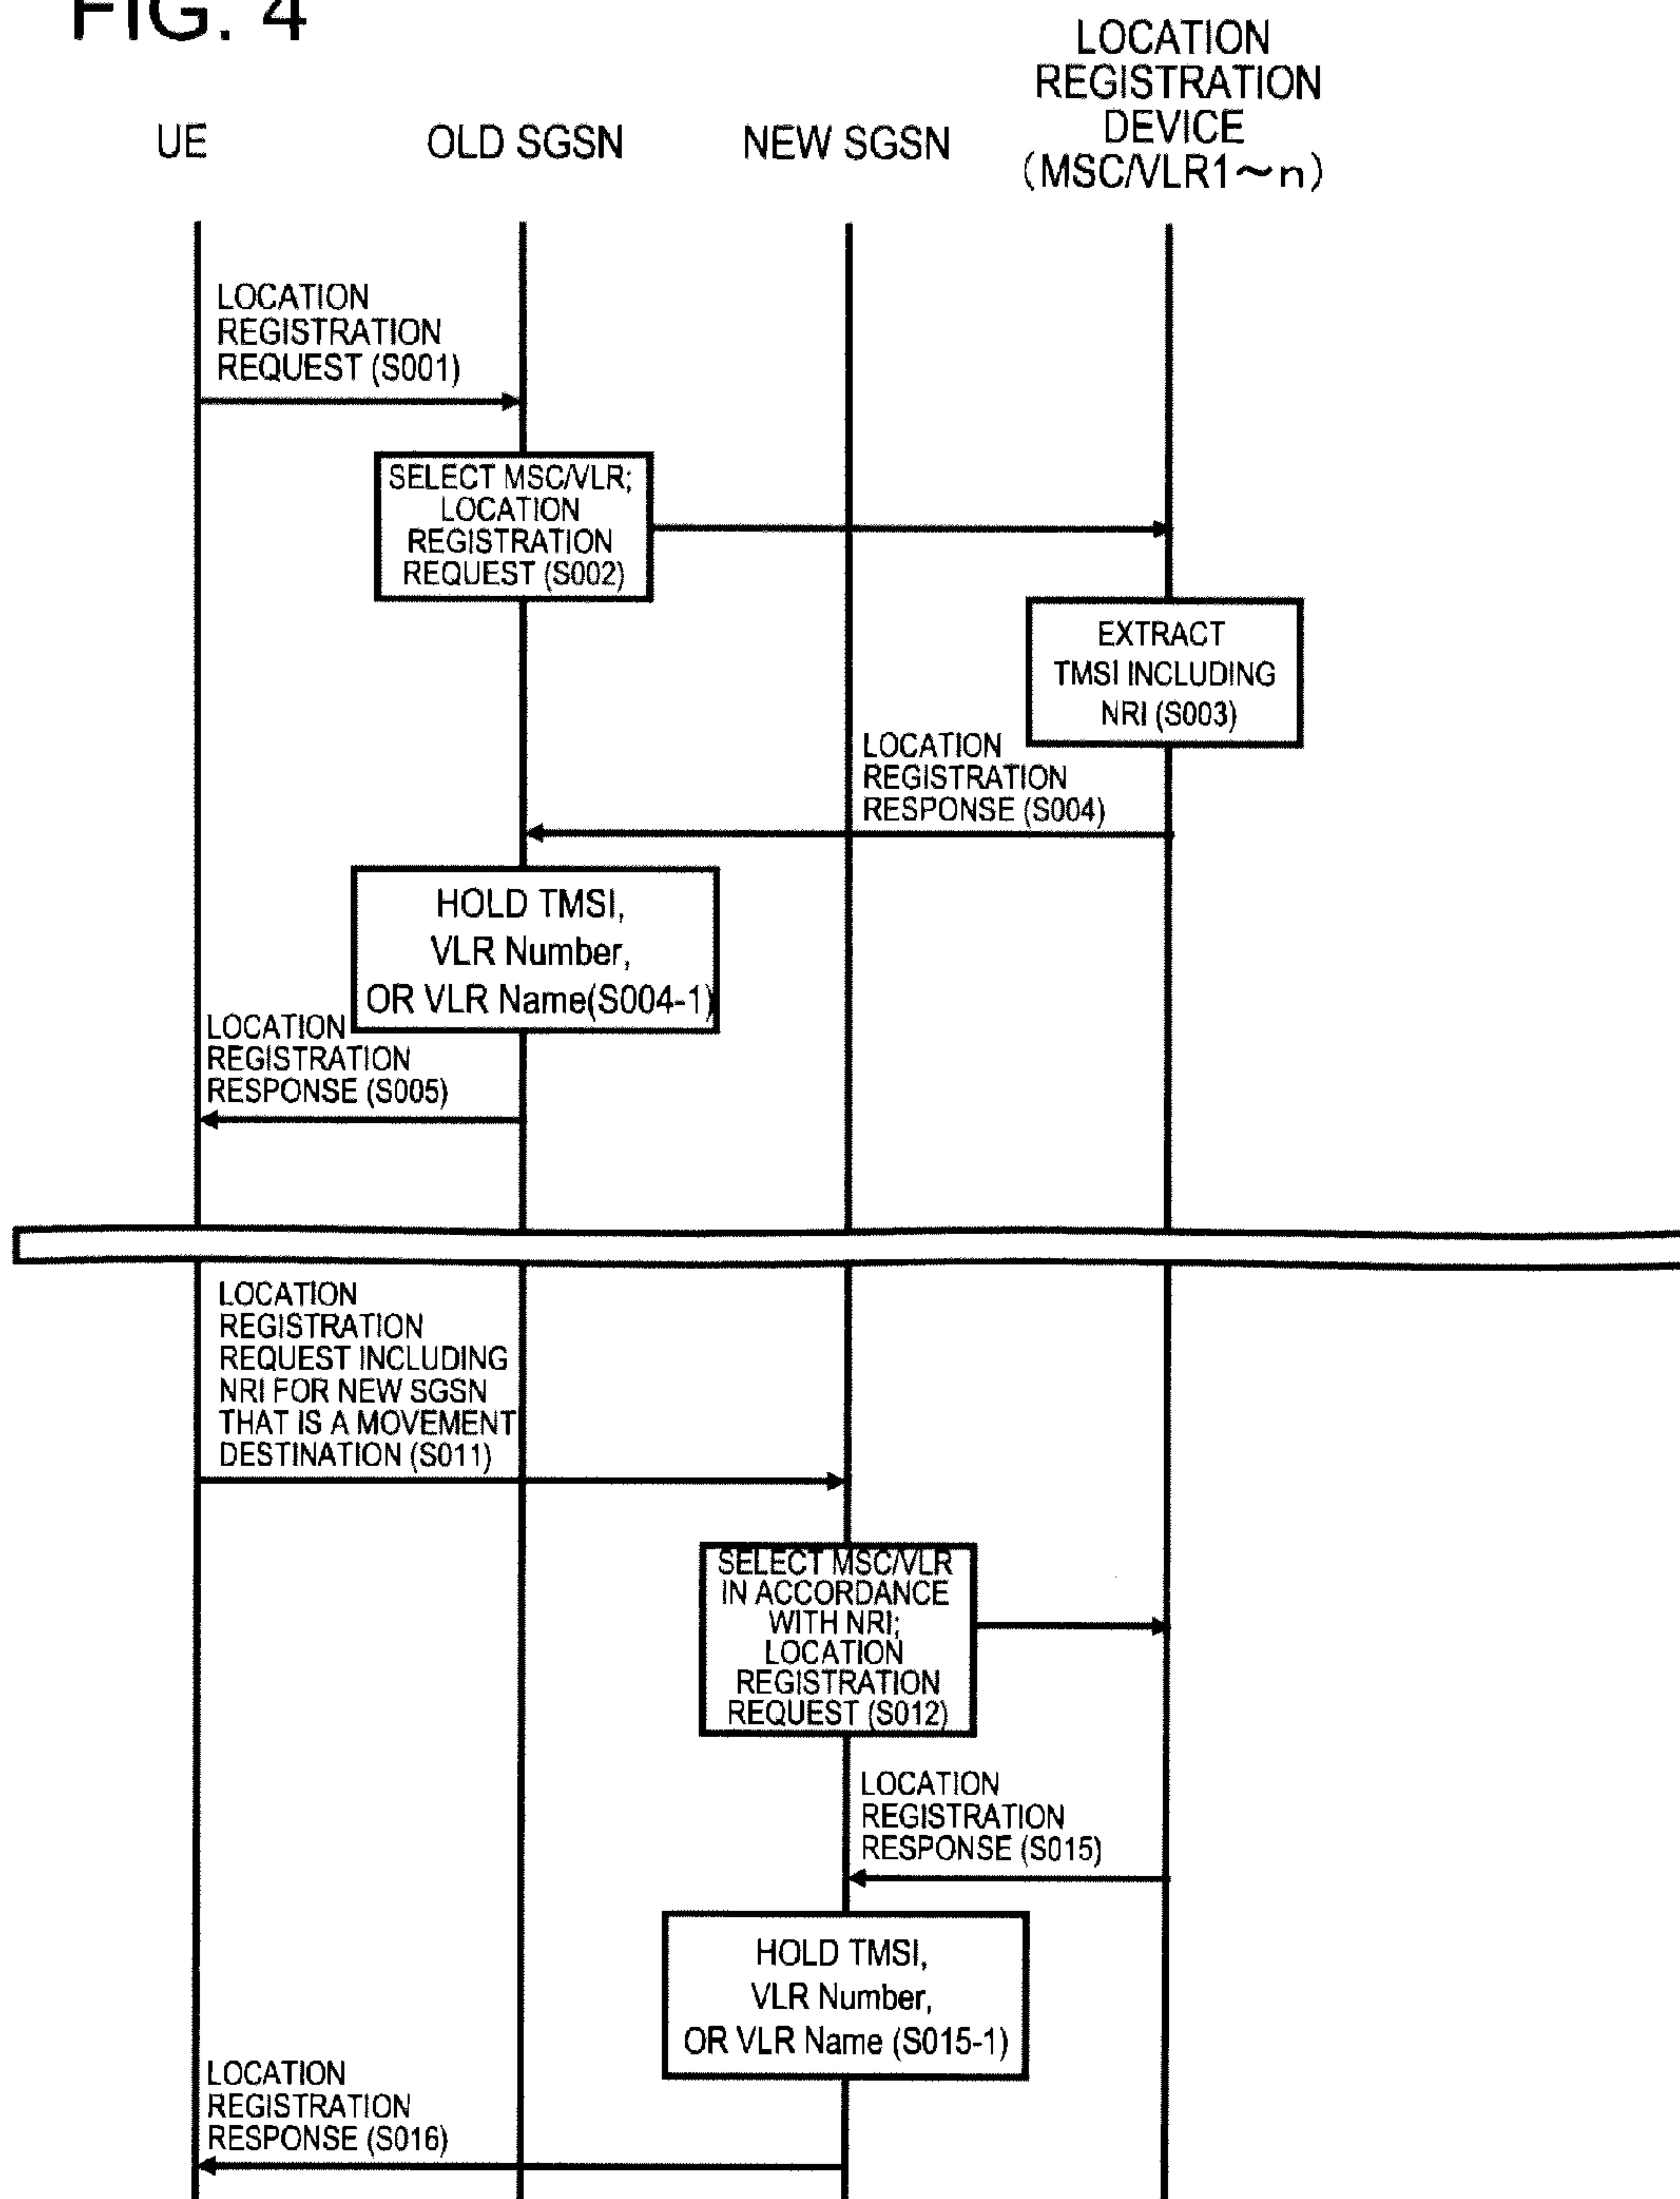 FIG. 4
LOCATION
REGISTRATION
DEVICE
(MSC/VLR1～n)
UE
OLD SGSN
NEW SGSN
LOCATION
REGISTRATION
REQUEST (S001)
SELECT MSC/VLR;
LOCATION
REGISTRATION
REQUEST (S002)
EXTRACT
TMSI INCLUDING
NRI (S003)
LOCATION
REGISTRATION
RESPONSE (S004)
HOLD TMSI,
VLR Number,
OR VLR Name(S004-1)
LOCATION
REGISTRATION
RESPONSE (S005)
LOCATION
REGISTRATION
REQUEST INCLUDING
NRI FOR NEW SGSN
THAT IS A MOVEMENT
DESTINATION (S011)
SELECT MSC/VLR
IN ACCORDANCE
WITH NRI;
LOCATION
REGISTRATION
REQUEST (S012)
LOCATION
REGISTRATION
RESPONSE (S015)
HOLD TMSI,
VLR Number,
OR VLR Name (S015-1)
LOCATION
REGISTRATION
RESPONSE (S016)